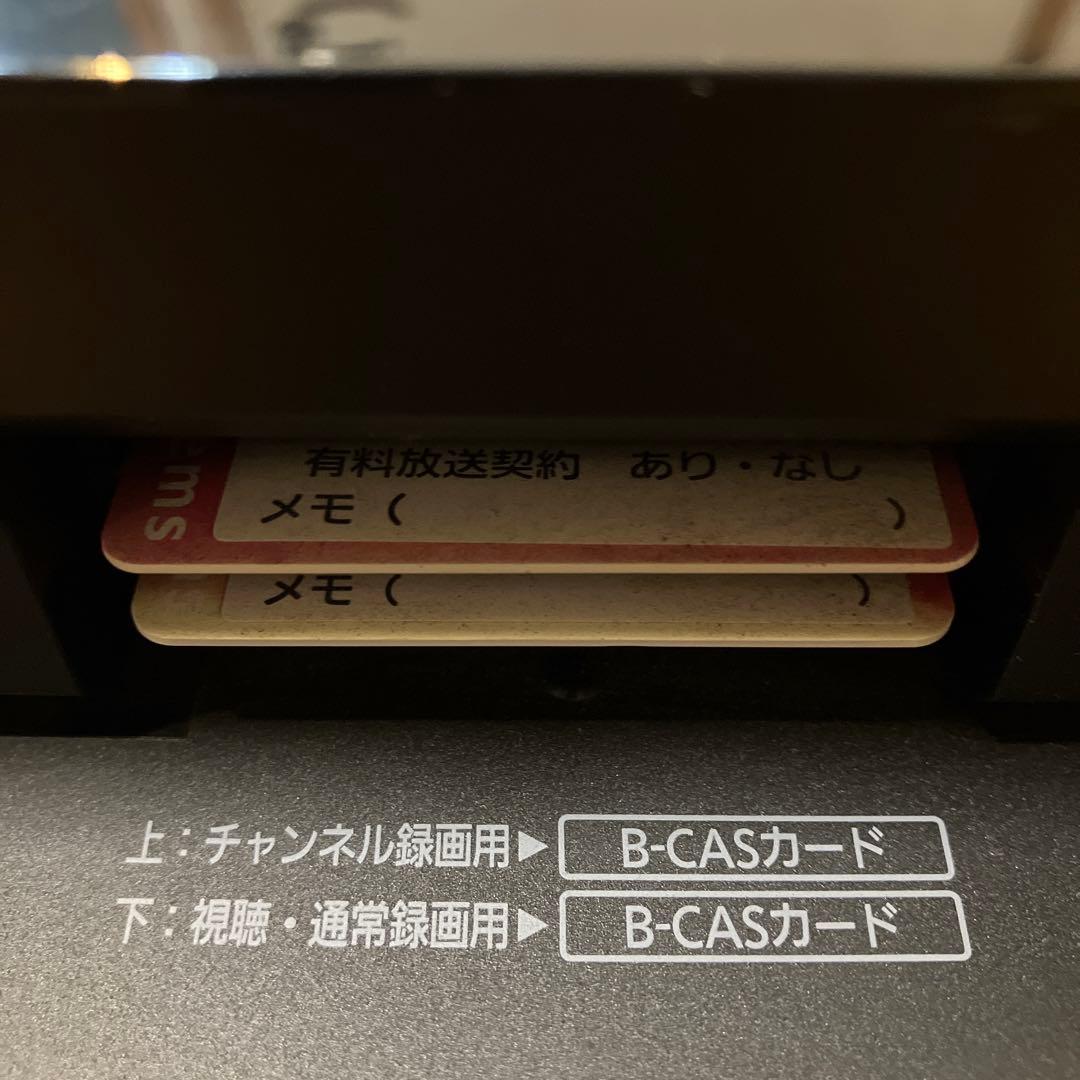 ems
有料放送契約 あり・なし
メモ( )
メモ( )
上:チャンネル録画用▶ B-CASカード
下:視聴・通常録画用▶ B-CASカード